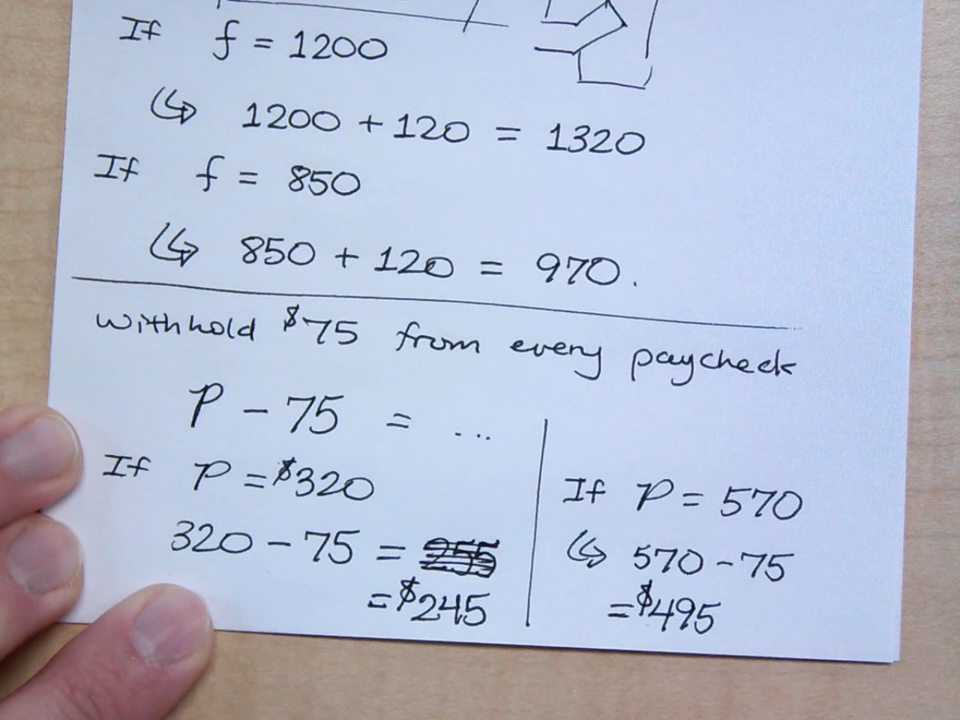 If f = 1200
↳ 1200 + 120 = 1320
If f = 850
↳ 850 + 120 = 970.
withhold $75 from every paycheck
P - 75 = ...
If P = $320
320 - 75 = 255
= $245
If P = 570
↳ 570 - 75
= $495